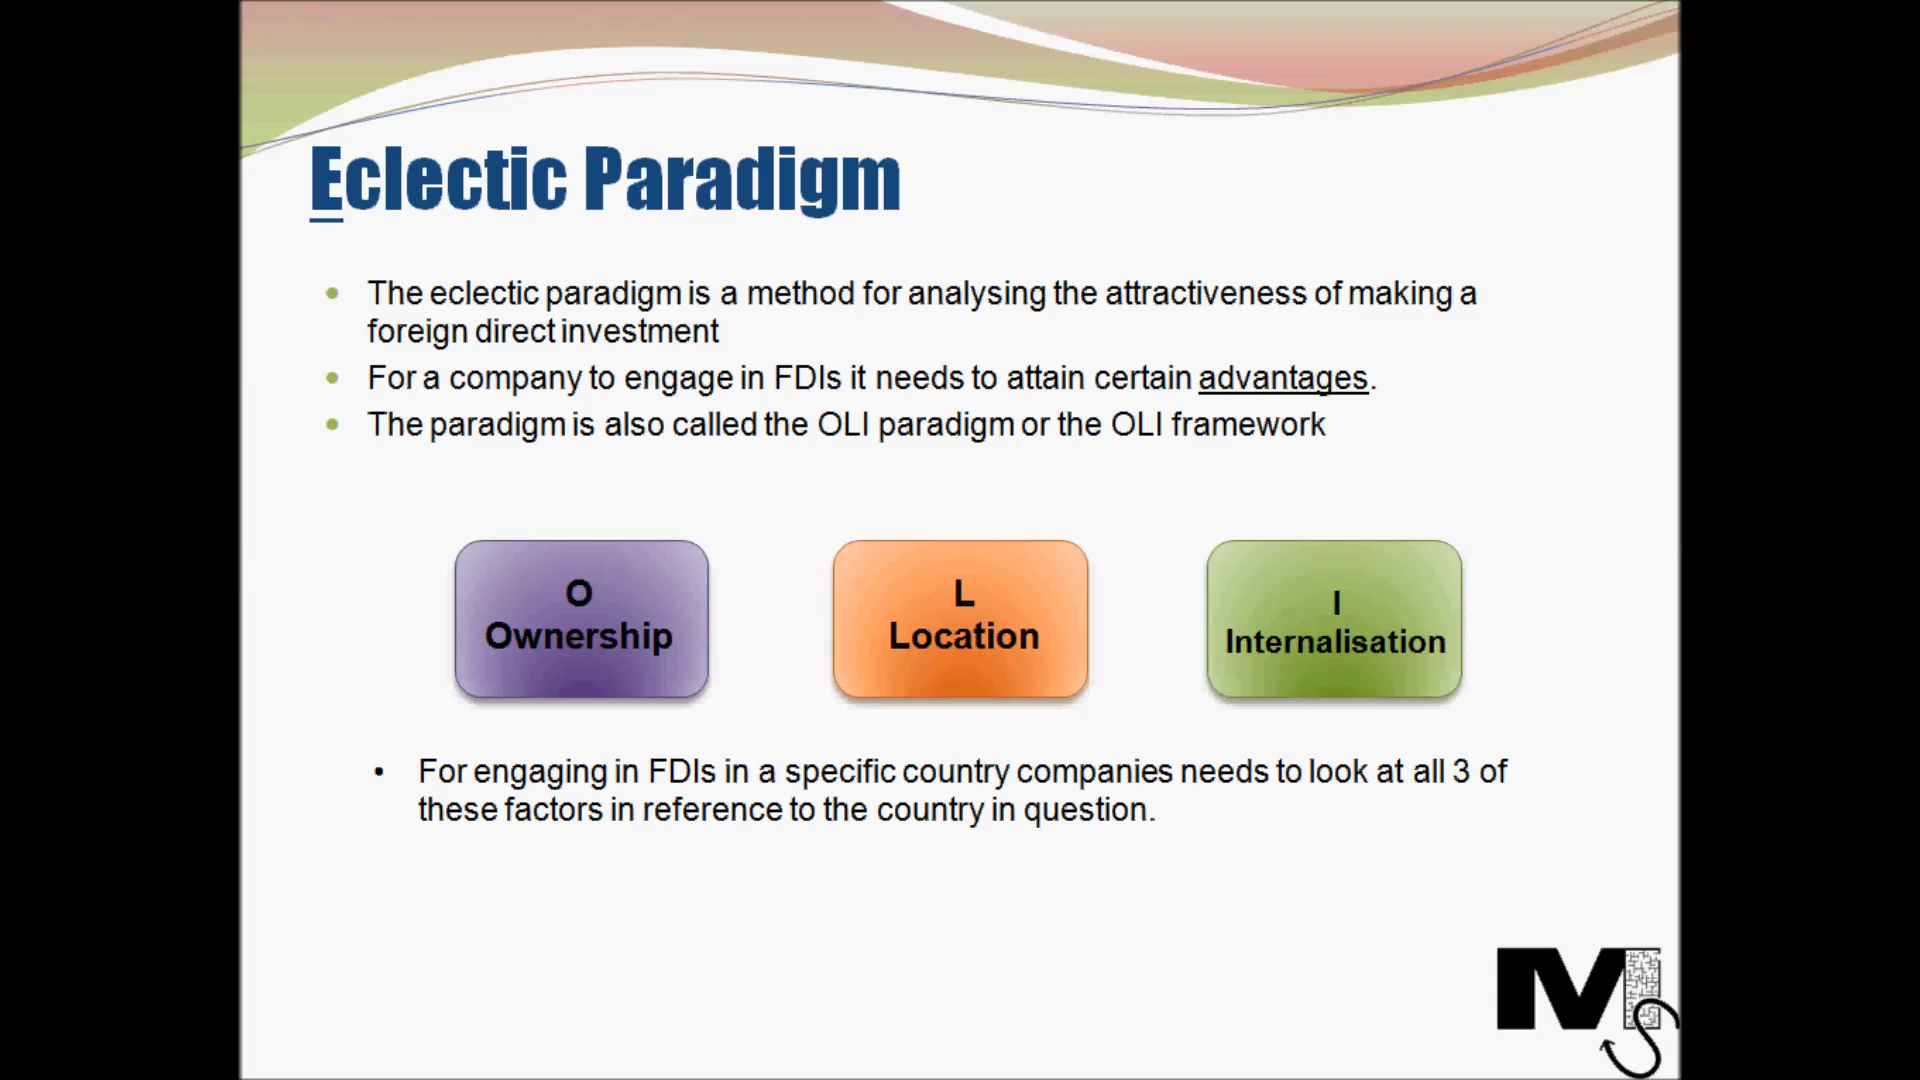 Eclectic Paradigm
• The eclectic paradigm is a method for analysing the attractiveness of making a
foreign direct investment
• For a company to engage in FDIs it needs to attain certain advantages.
• The paradigm is also called the OLI paradigm or the OLI framework
O
Ownership
L
Location
I
Internalisation
• For engaging in FDIs in a specific country companies needs to look at all 3 of
these factors in reference to the country in question.
MS